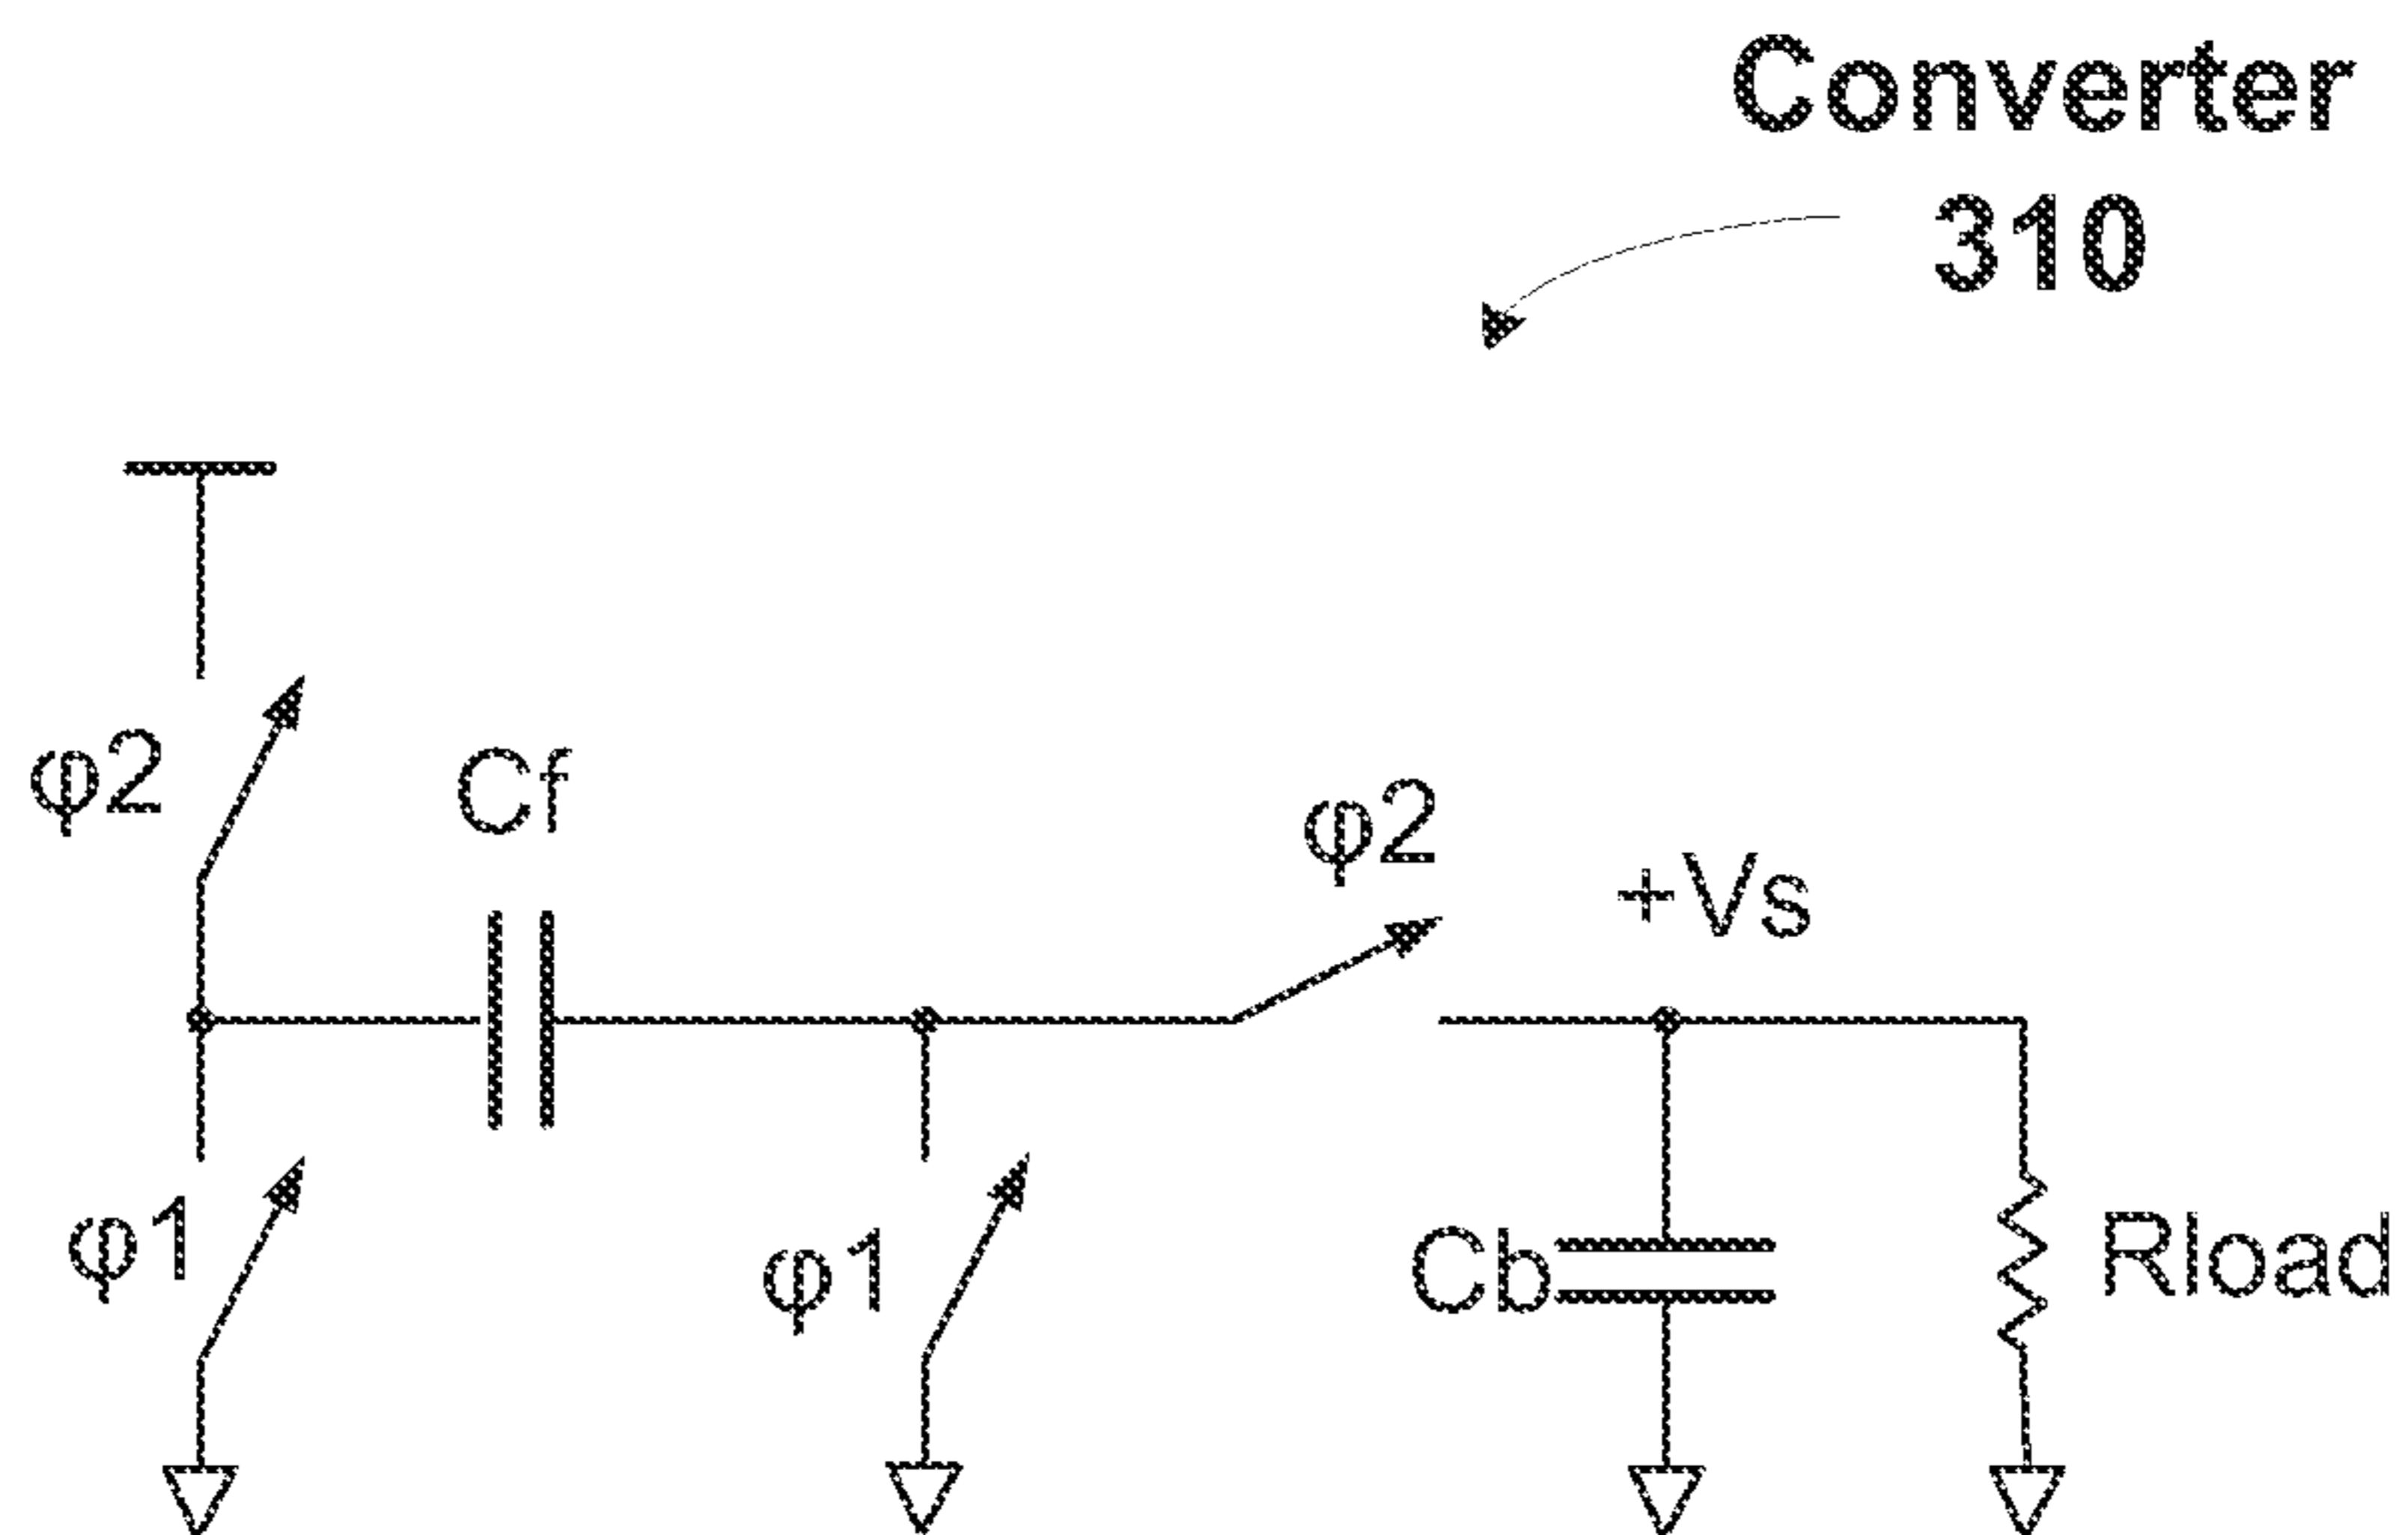 Converter
310
φ2
Cf
φ2
+Vs
φ1
φ1
Cb
Rload